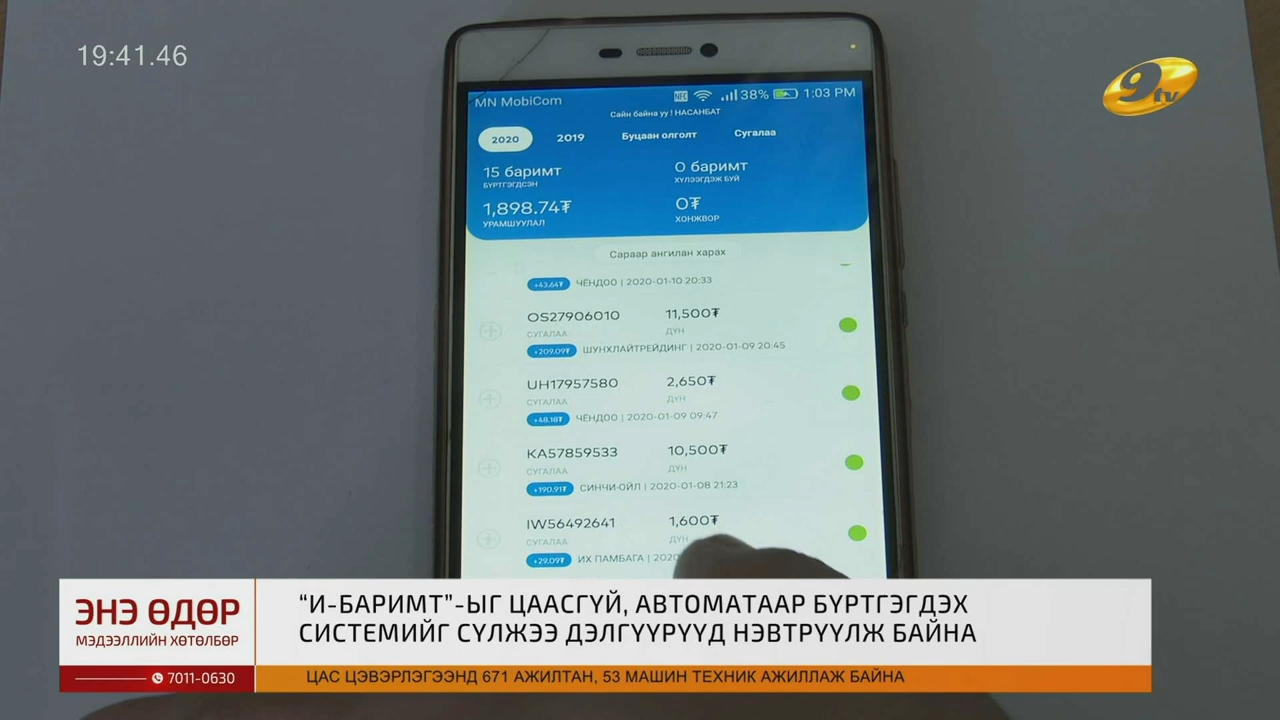 19:41.46
9tv
MN MobiCom
NFC 38% 1:03 PM
Сайн байна уу ! НАСАНБАТ
2020 2019 Буцаан олголт Сугалаа
15 баримт 0 баримт
БҮРТГЭГДСЭН ХҮЛЭЭГДЭЖ БУЙ
1,898.74₮ 0₮
УРАМШУУЛАЛ ХОНЖВОР
Сараар ангилан харах
+43.64₮ ЧЁНДОО | 2020-01-10 20:33
OS27906010 11,500₮
СУГАЛАА ДҮН
+209.09₮ ШУНХЛАЙТРЕЙДИНГ | 2020-01-09 20:45
UH17957580 2,650₮
СУГАЛАА ДҮН
+48.18₮ ЧЁНДОО | 2020-01-09 09:47
KA57859533 10,500₮
СУГАЛАА ДҮН
+190.91₮ СИНЧИ-ОЙЛ | 2020-01-08 21:23
IW56492641 1,600₮
СУГАЛАА ДҮН
+29.09₮ ИХ ПАМБАГА | 2020
ЭНЭ ӨДӨР
МЭДЭЭЛЛИЙН ХӨТӨЛБӨР
7011-0630
“И-БАРИМТ”-ЫГ ЦААСГҮЙ, АВТОМАТААР БҮРТГЭГДЭХ
СИСТЕМИЙГ СҮЛЖЭЭ ДЭЛГҮҮРҮҮД НЭВТРҮҮЛЖ БАЙНА
ЦАС ЦЭВЭРЛЭГЭЭНД 671 АЖИЛТАН, 53 МАШИН ТЕХНИК АЖИЛЛАЖ БАЙНА